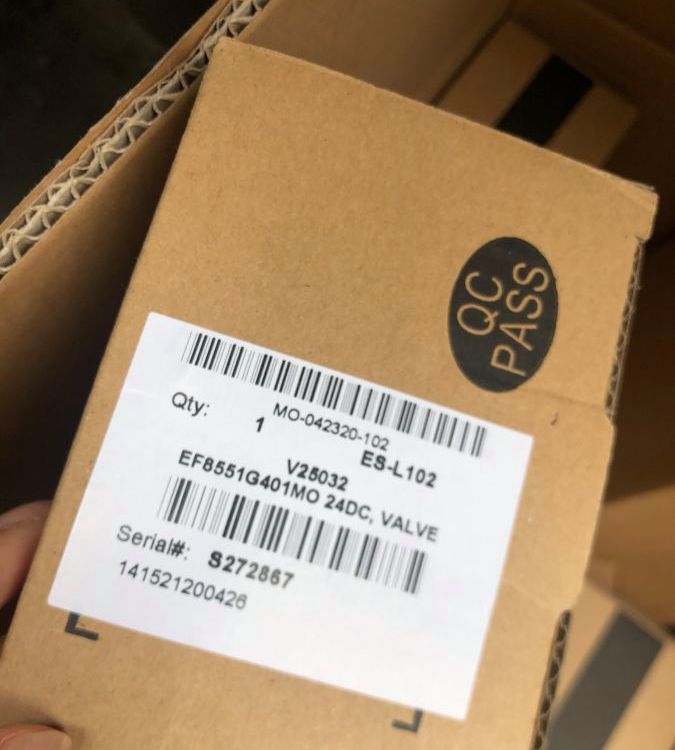 QC
PASS
MO-042320-102
Qty: 1 ES-L102
V25032
EF8551G401MO 24DC, VALVE
Serial#: S272867
141521200426